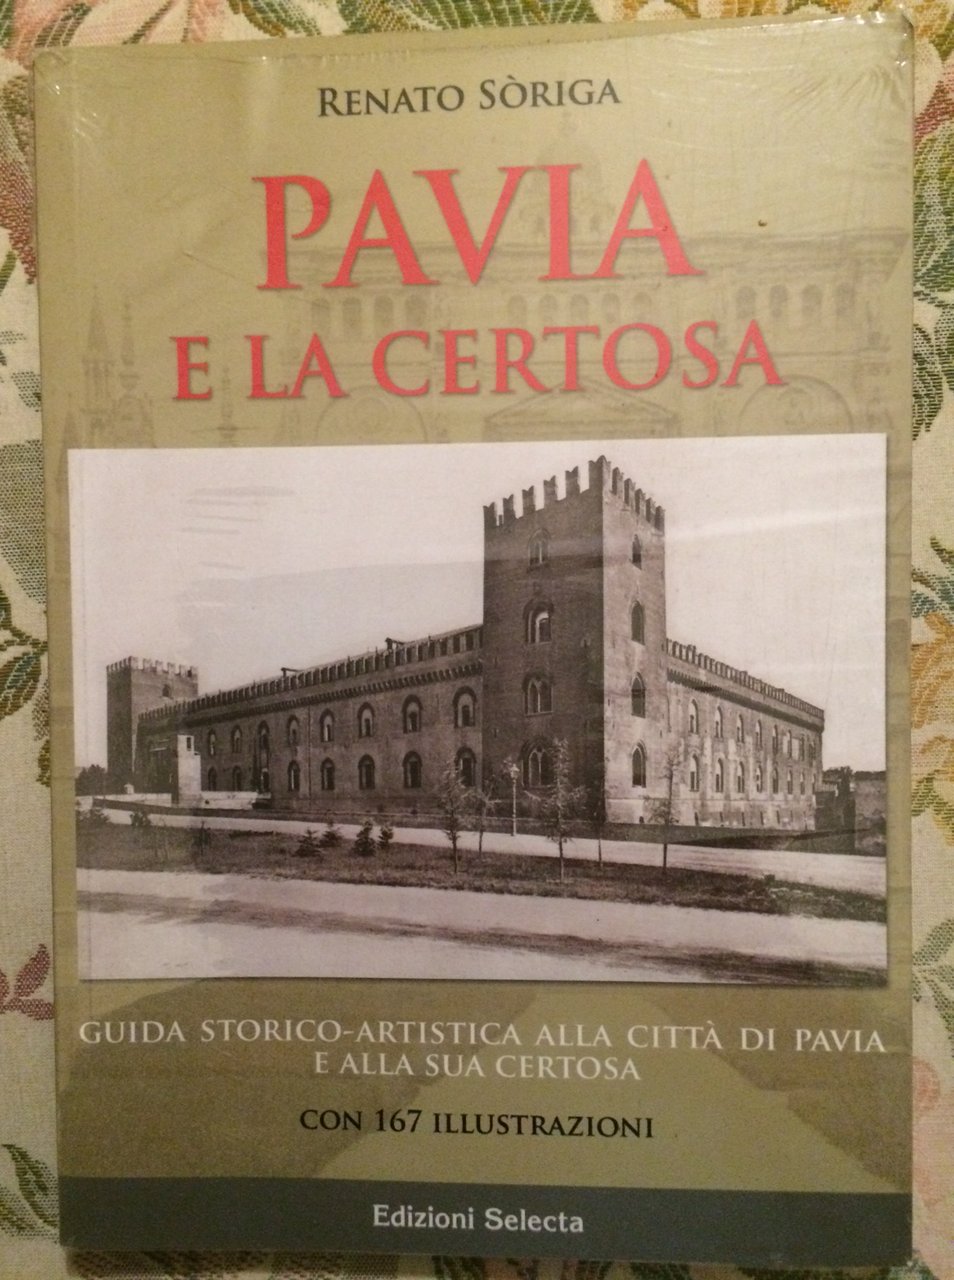 RENATO SÒRIGA
PAVIA
E LA CERTOSA
GUIDA STORICO-ARTISTICA ALLA CITTÀ DI PAVIA
E ALLA SUA CERTOSA
CON 167 ILLUSTRAZIONI
Edizioni Selecta